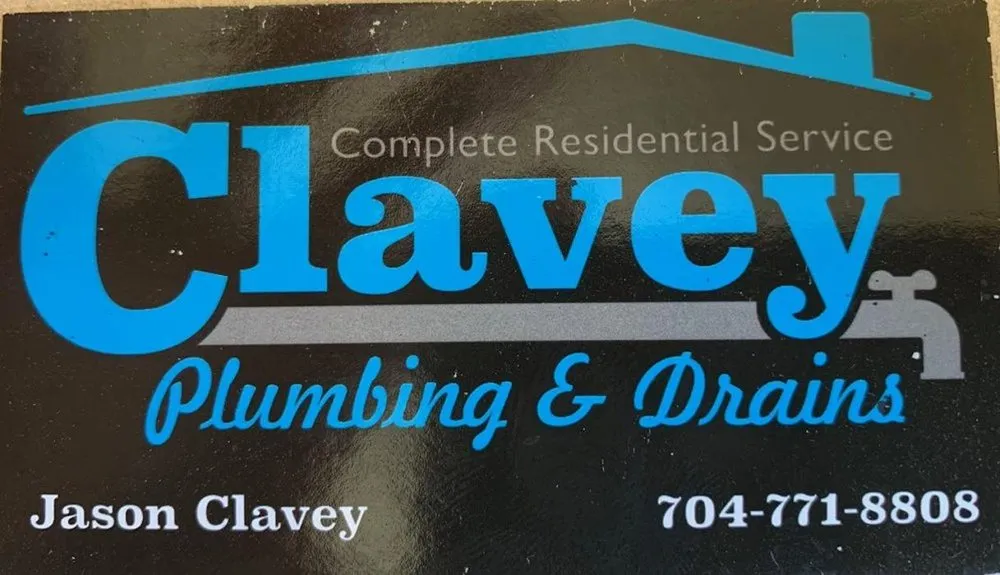 Complete Residential Service
Clavey
Plumbing & Drains
Jason Clavey
704-771-8808